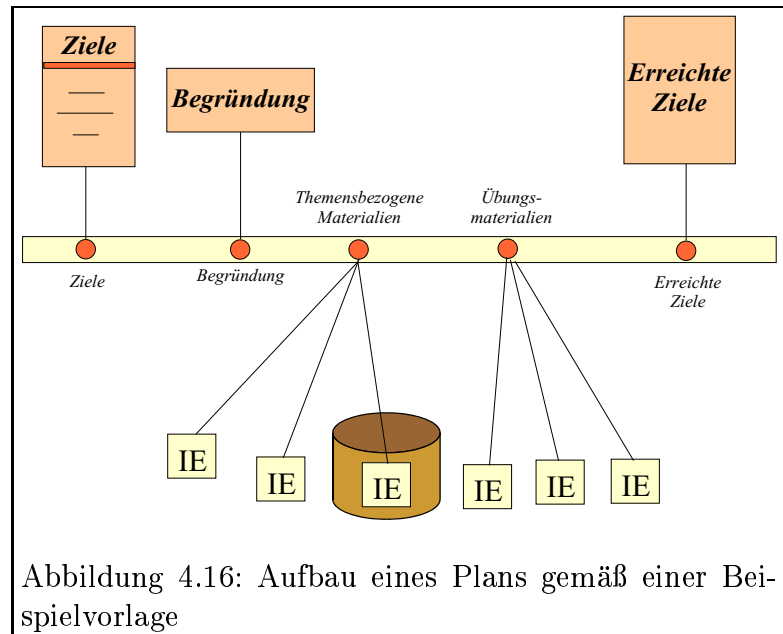 Ziele
Begründung
Erreichte
Ziele
Themensbezogene
Materialien
Übungs-
materialien
Ziele
Begründung
Erreichte
Ziele
IE
IE
IE
IE
IE
IE
Abbildung 4.16: Aufbau eines Plans gemäß einer Bei-
spielvorlage